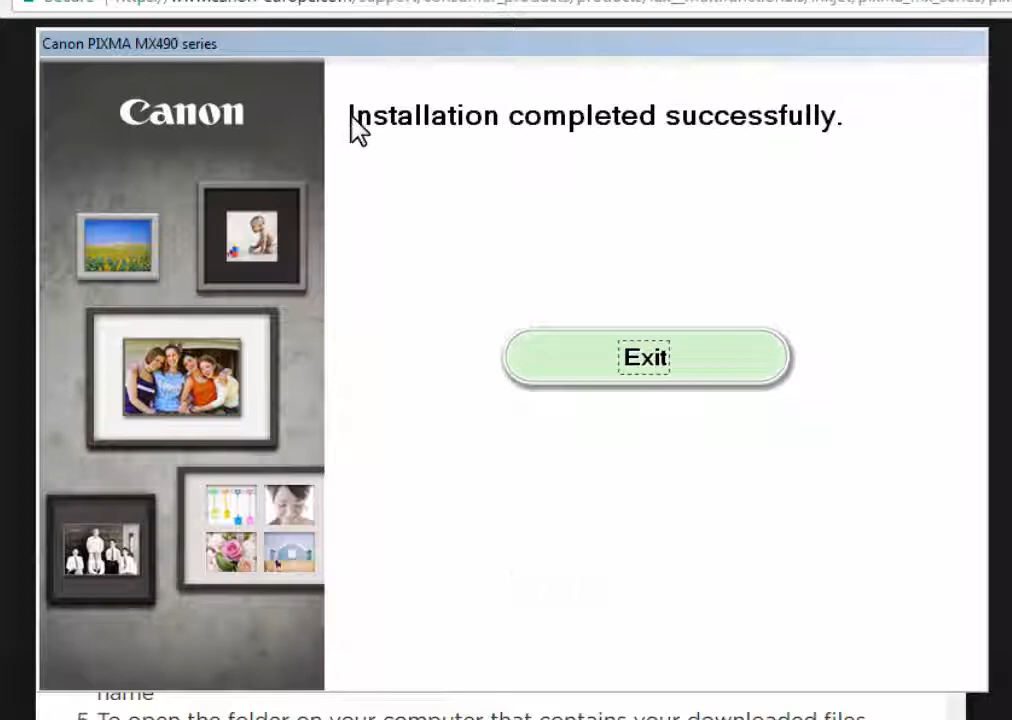 Canon PIXMA MX490 series
Canon
Installation completed successfully.
Exit
name
5. To open the folder on your computer that contains your downloaded files